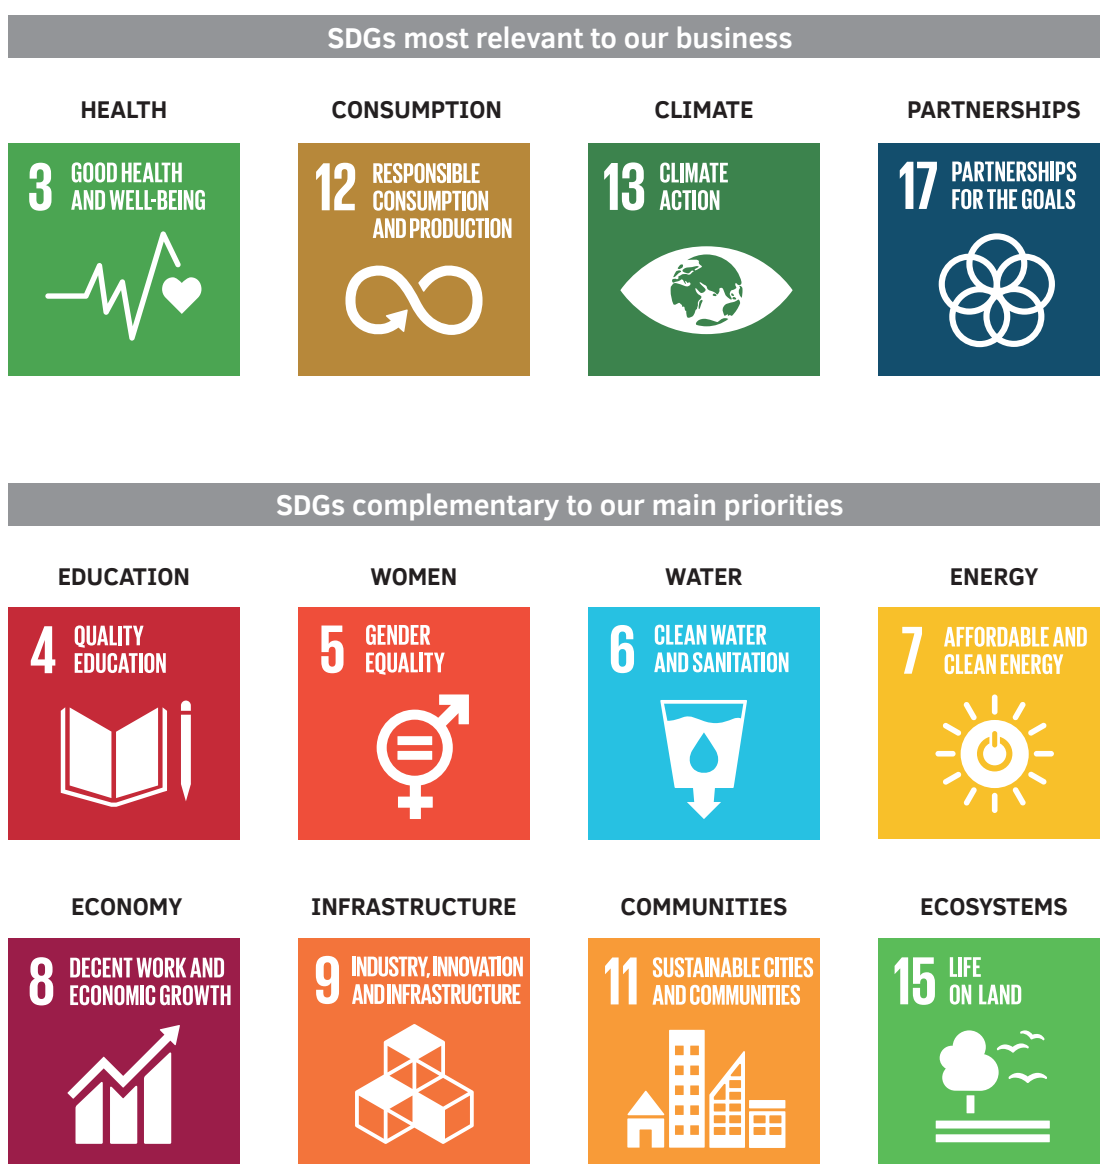 SDGs most relevant to our business
HEALTH
CONSUMPTION
CLIMATE
PARTNERSHIPS
3 GOOD HEALTH
AND WELL-BEING
12 RESPONSIBLE
CONSUMPTION
AND PRODUCTION
13 CLIMATE
ACTION
17 PARTNERSHIPS
FOR THE GOALS
SDGs complementary to our main priorities
EDUCATION
WOMEN
WATER
ENERGY
4 QUALITY
EDUCATION
5 GENDER
EQUALITY
6 CLEAN WATER
AND SANITATION
7 AFFORDABLE AND
CLEAN ENERGY
ECONOMY
INFRASTRUCTURE
COMMUNITIES
ECOSYSTEMS
8 DECENT WORK AND
ECONOMIC GROWTH
9 INDUSTRY, INNOVATION
AND INFRASTRUCTURE
11 SUSTAINABLE CITIES
AND COMMUNITIES
15 LIFE
ON LAND